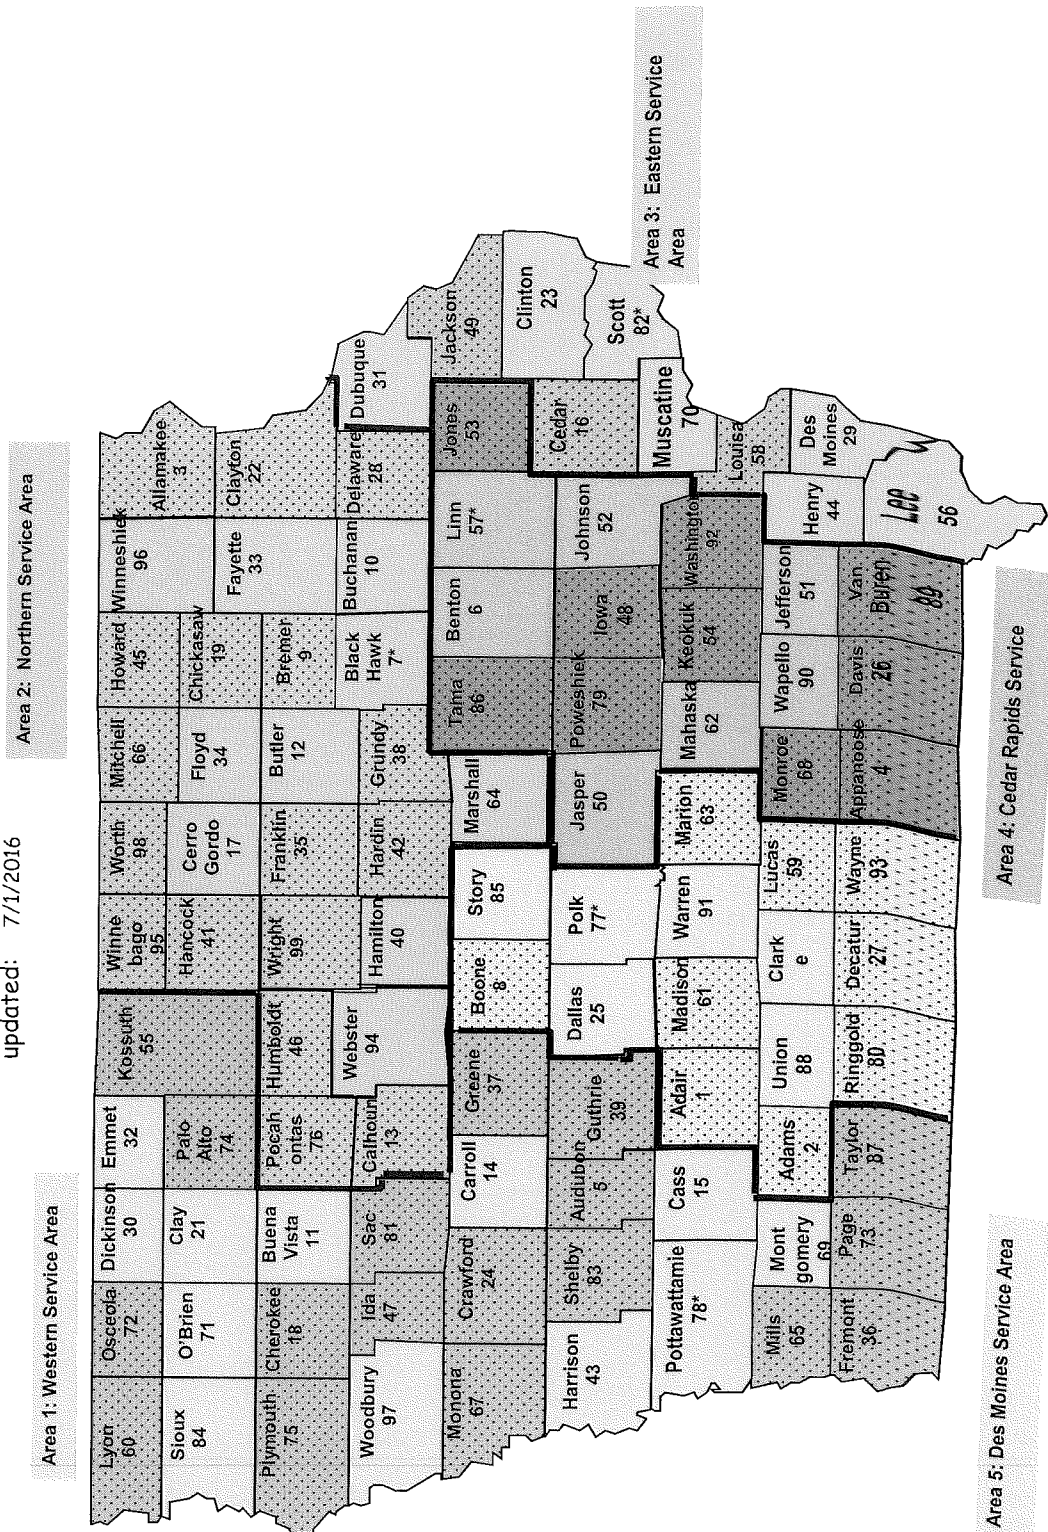 updated: 7/1/2016
Area 1: Western Service Area
Area 2: Northern Service Area
Area 3: Eastern Service
Area
Area 4: Cedar Rapids Service
Area 5: Des Moines Service Area
Lyon
60
Osceola
72
Dickinson
30
Emmet
32
Kossuth
55
Winne
bago
95
Worth
98
Mitchell
66
Howard
45
Winneshiek
96
Allamakee
3
Sioux
84
O'Brien
71
Clay
21
Palo
Alto
74
Hancock
41
Cerro
Gordo
17
Floyd
34
Chickasaw
19
Fayette
33
Clayton
22
Plymouth
75
Cherokee
18
Buena
Vista
11
Pocah
ontas
76
Humboldt
46
Wright
99
Franklin
35
Butler
12
Bremer
9
Woodbury
97
Ida
47
Sac
81
Calhoun
13
Webster
94
Hamilton
40
Hardin
42
Grundy
38
Black
Hawk
7*
Buchanan
10
Delaware
28
Dubuque
31
Monona
67
Crawford
24
Carroll
14
Greene
37
Boone
8
Story
85
Marshall
64
Tama
86
Benton
6
Linn
57*
Jones
53
Jackson
49
Clinton
23
Harrison
43
Shelby
83
Audubon
5
Guthrie
39
Dallas
25
Polk
77*
Jasper
50
Poweshiek
79
Iowa
48
Johnson
52
Cedar
16
Scott
82*
Muscatine
70
Pottawattamie
78*
Cass
15
Adair
1
Madison
61
Warren
91
Marion
63
Mahaska
62
Keokuk
54
Washington
92
Louisa
58
Mills
65
Mont
gomery
69
Adams
2
Union
88
Clark
e
Lucas
59
Monroe
68
Wapello
90
Jefferson
51
Henry
44
Des
Moines
29
Fremont
36
Page
73
Taylor
87
Ringgold
80
Decatur
27
Wayne
93
Appanoose
4
Davis
26
Van
Buren
89
Lee
56